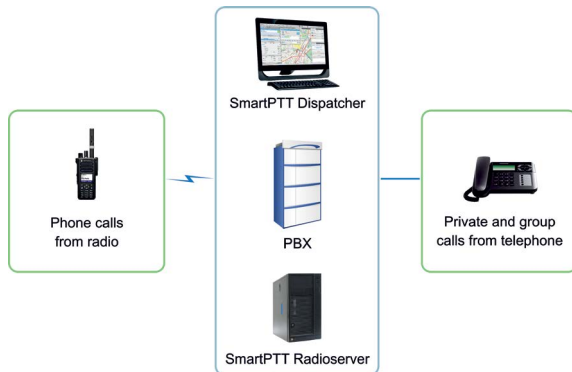 SmartPTT Dispatcher
Phone calls
from radio
PBX
Private and group
calls from telephone
SmartPTT Radioserver